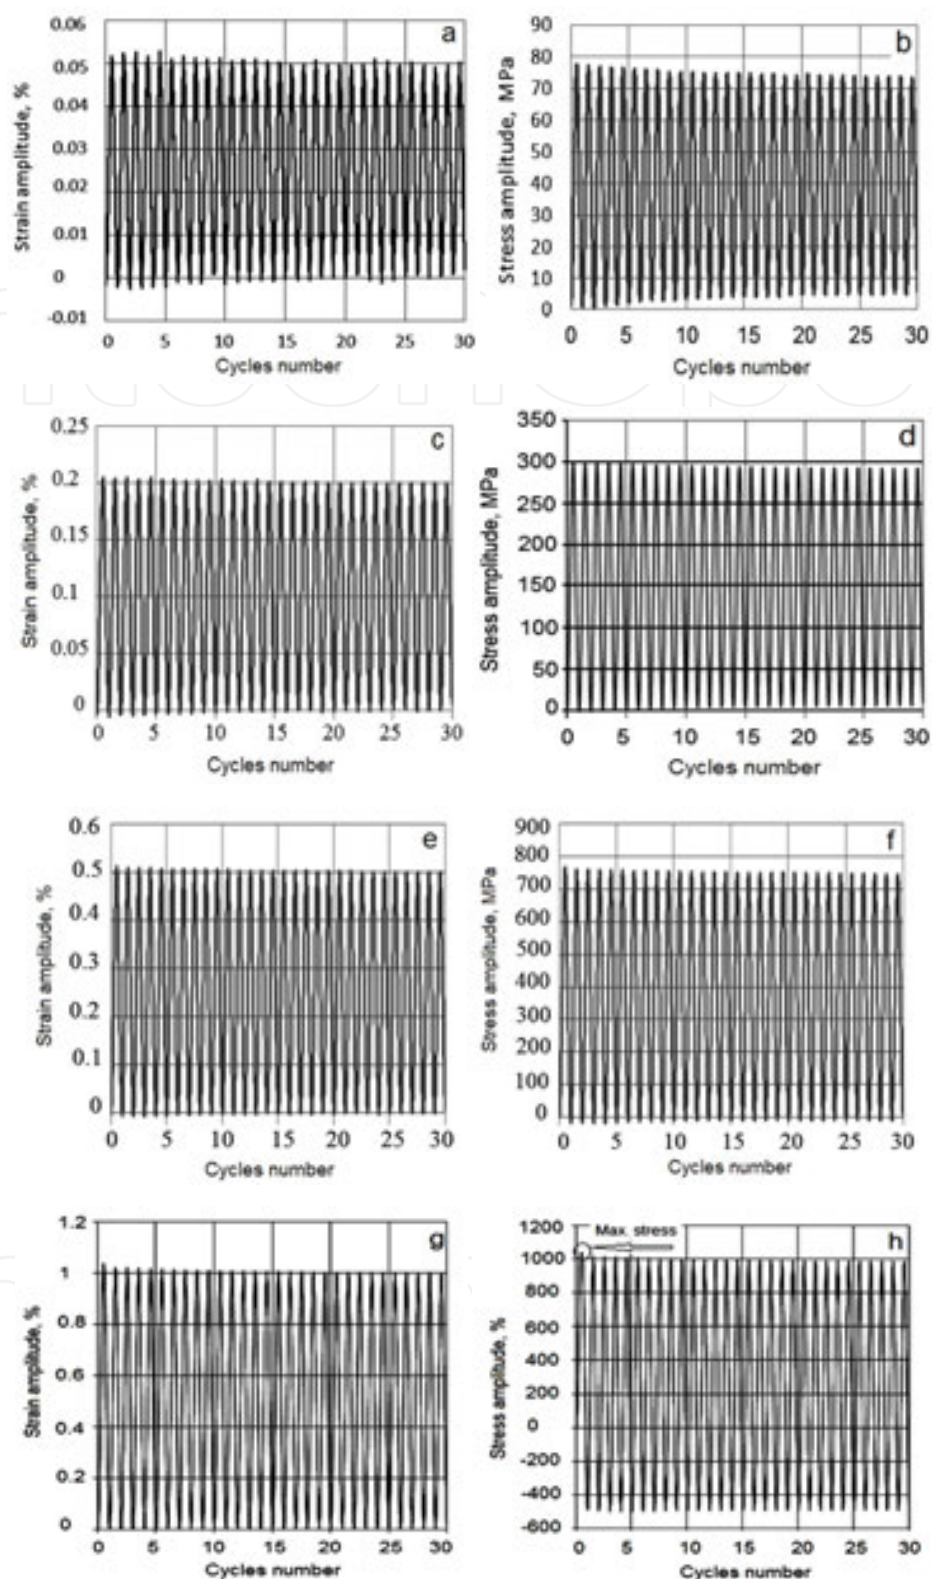 a
0.06
0.05
0.04
0.03
0.02
0.01
0
-0.01
Strain amplitude, %
0 5 10 15 20 25 30
Cycles number
b
90
80
70
60
50
40
30
20
10
0
Stress amplitude, MPa
0 5 10 15 20 25 30
Cycles number
c
0.25
0.2
0.15
0.1
0.05
0
Strain amplitude, %
0 5 10 15 20 25 30
Cycles number
d
350
300
250
200
150
100
50
0
Stress amplitude, MPa
0 5 10 15 20 25 30
Cycles number
e
0.6
0.5
0.4
0.3
0.2
0.1
0
Strain amplitude, %
0 5 10 15 20 25 30
Cycles number
f
900
800
700
600
500
400
300
200
100
0
Stress amplitude, MPa
0 5 10 15 20 25 30
Cycles number
g
1.2
1
0.8
0.6
0.4
0.2
0
Strain amplitude, %
0 5 10 15 20 25 30
Cycles number
h
Max. stress
1200
1000
800
600
400
200
0
-200
-400
-600
Stress amplitude, %
0 5 10 15 20 25 30
Cycles number